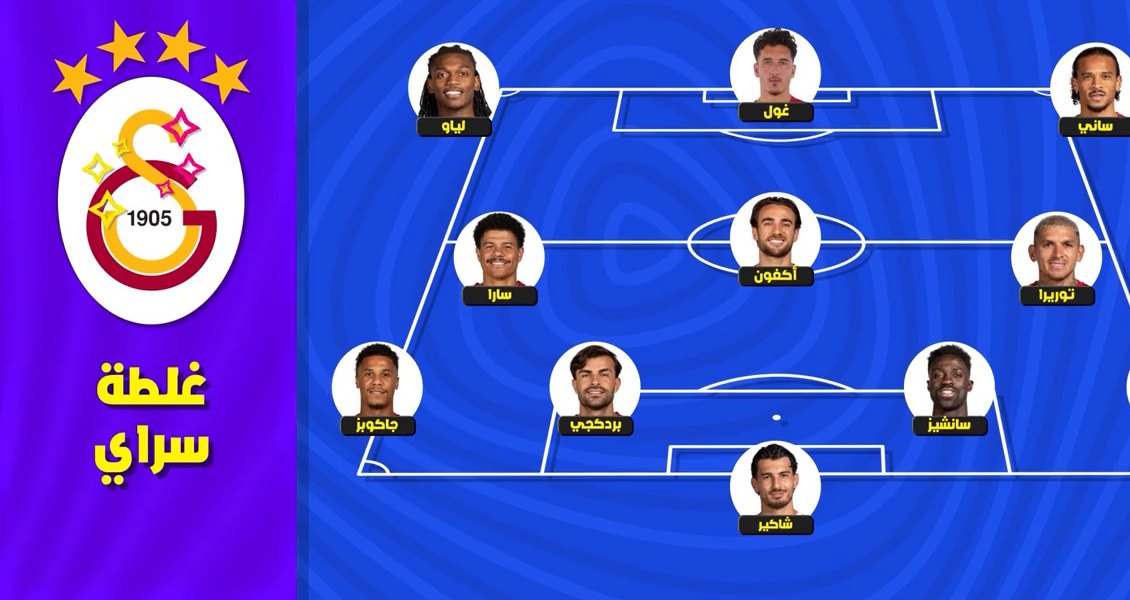 1905
غلطة
سراي
لياو
غول
ساني
سارا
أكغون
توريرا
جاكوبز
بردكجي
سانشيز
شاكير